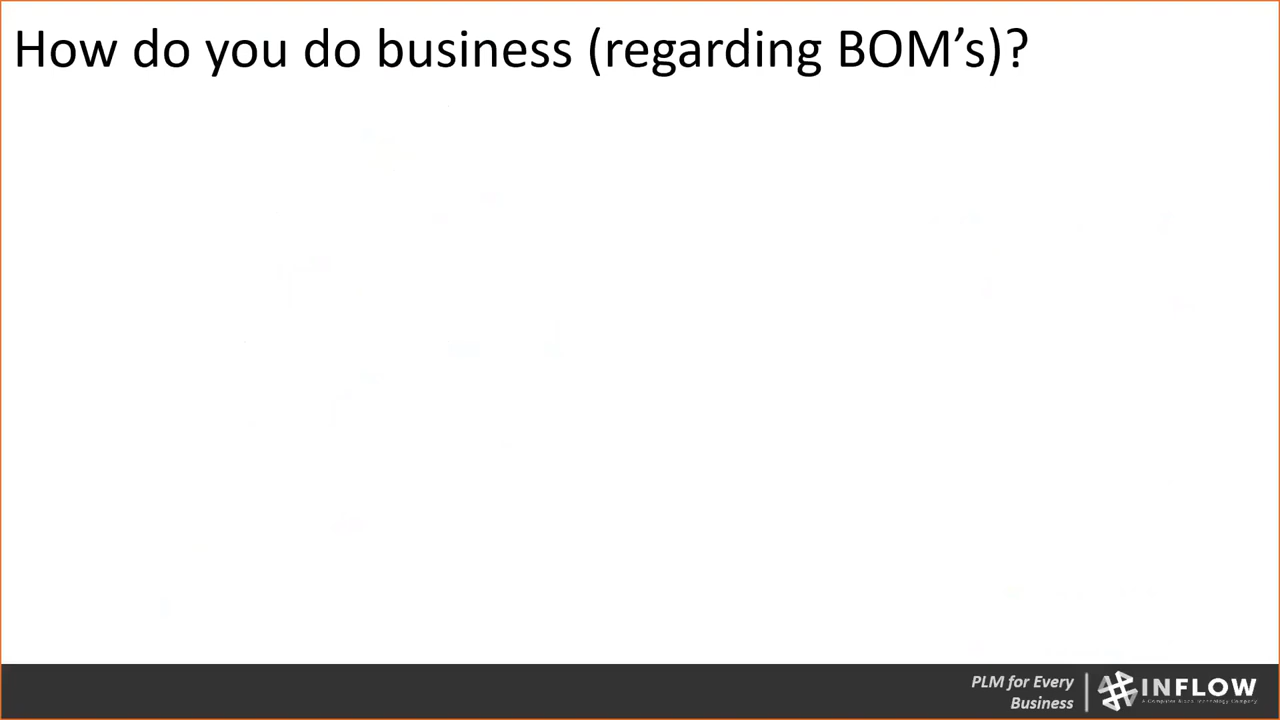 How do you do business (regarding BOM’s)?
PLM for Every
Business
INFLOW